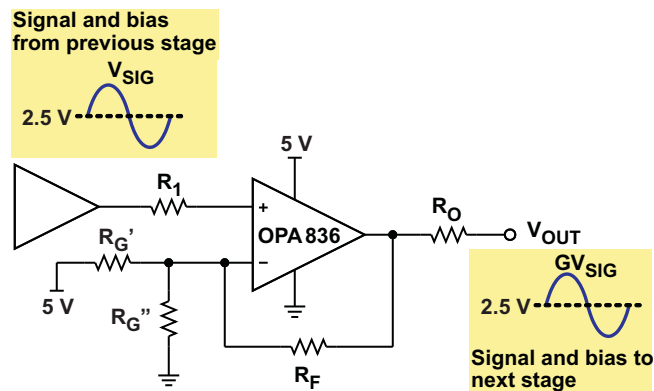 Signal and bias
from previous stage
VSIG
2.5 V
5 V
R1
+
OPA 836
−
RO
VOUT
RG'
5 V
RG"
RF
GVSIG
2.5 V
Signal and bias to
next stage